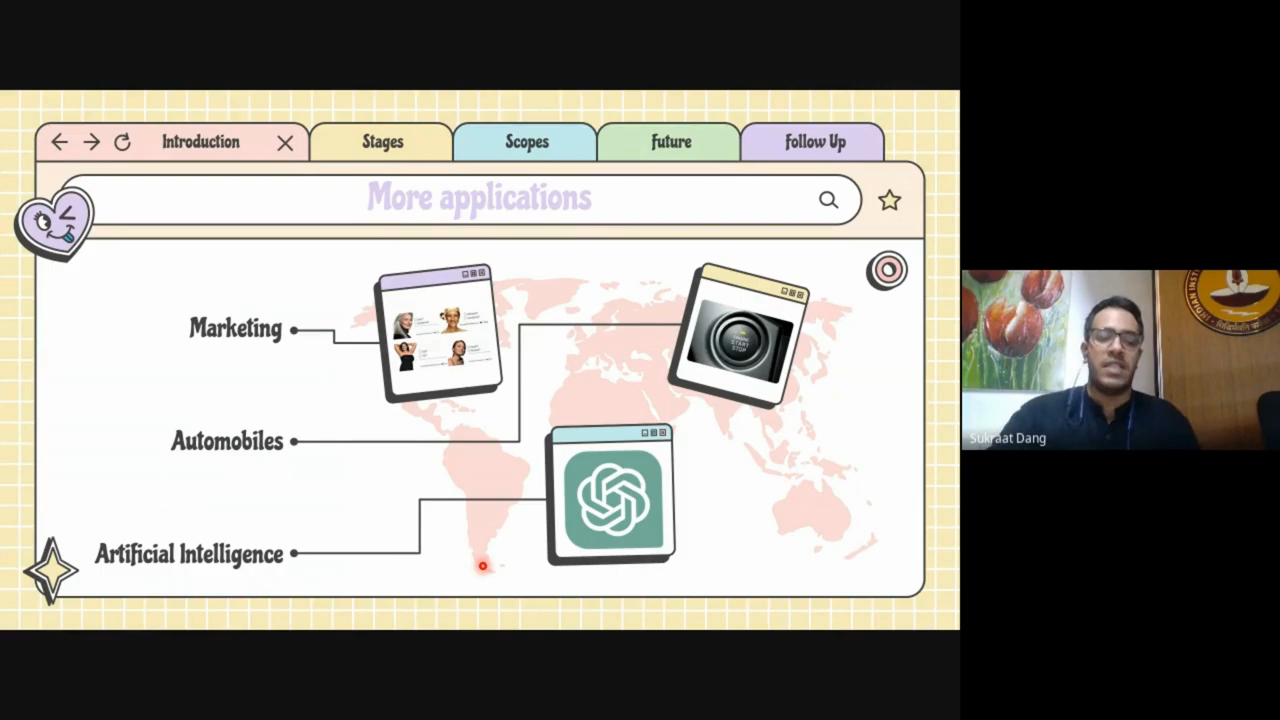 Introduction
Stages
Scopes
Future
Follow Up
More applications
Marketing
Automobiles
START
STOP
Artificial Intelligence
Sukraat Dang